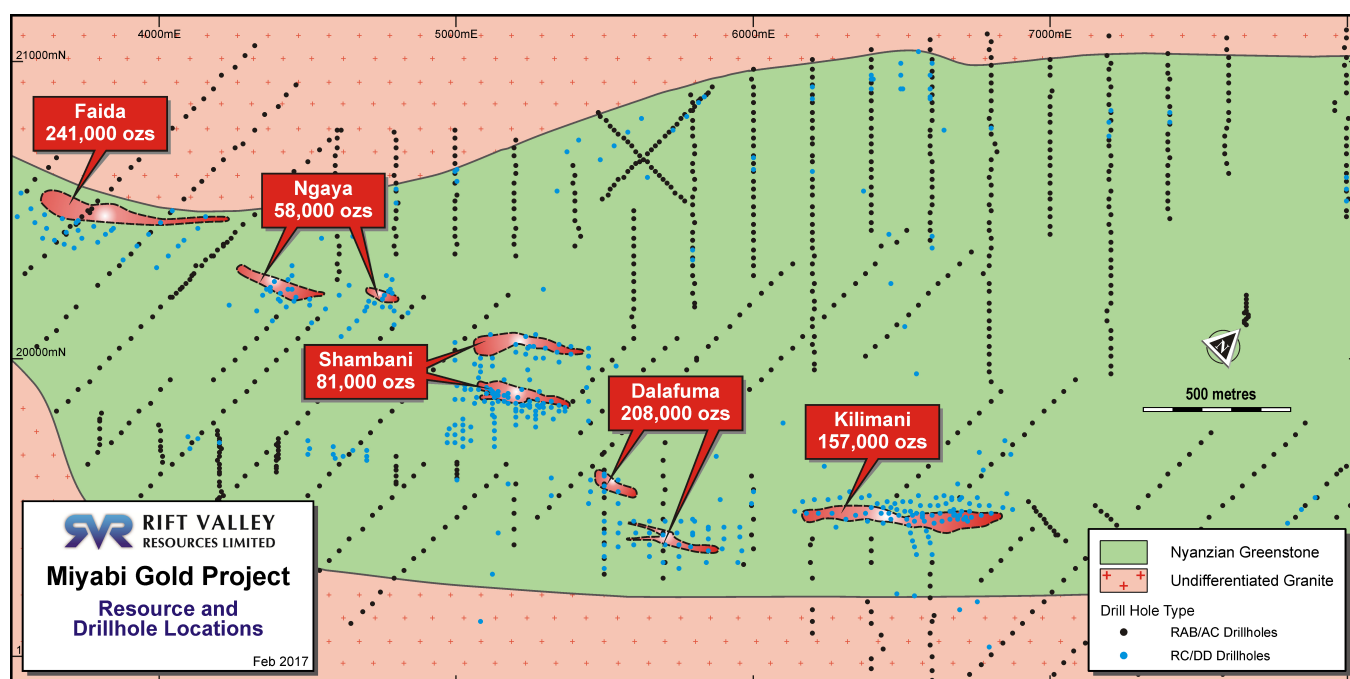 4000mE
5000mE
6000mE
7000mE
21000mN
Faida
241,000 ozs
Ngaya
58,000 ozs
20000mN
Shambani
81,000 ozs
Dalafuma
208,000 ozs
Kilimani
157,000 ozs
N
500 metres
SVR RIFT VALLEY
RESOURCES LIMITED
Miyabi Gold Project
Resource and
Drillhole Locations
Feb 2017
Nyanzian Greenstone
Undifferentiated Granite
Drill Hole Type
RAB/AC Drillholes
RC/DD Drillholes